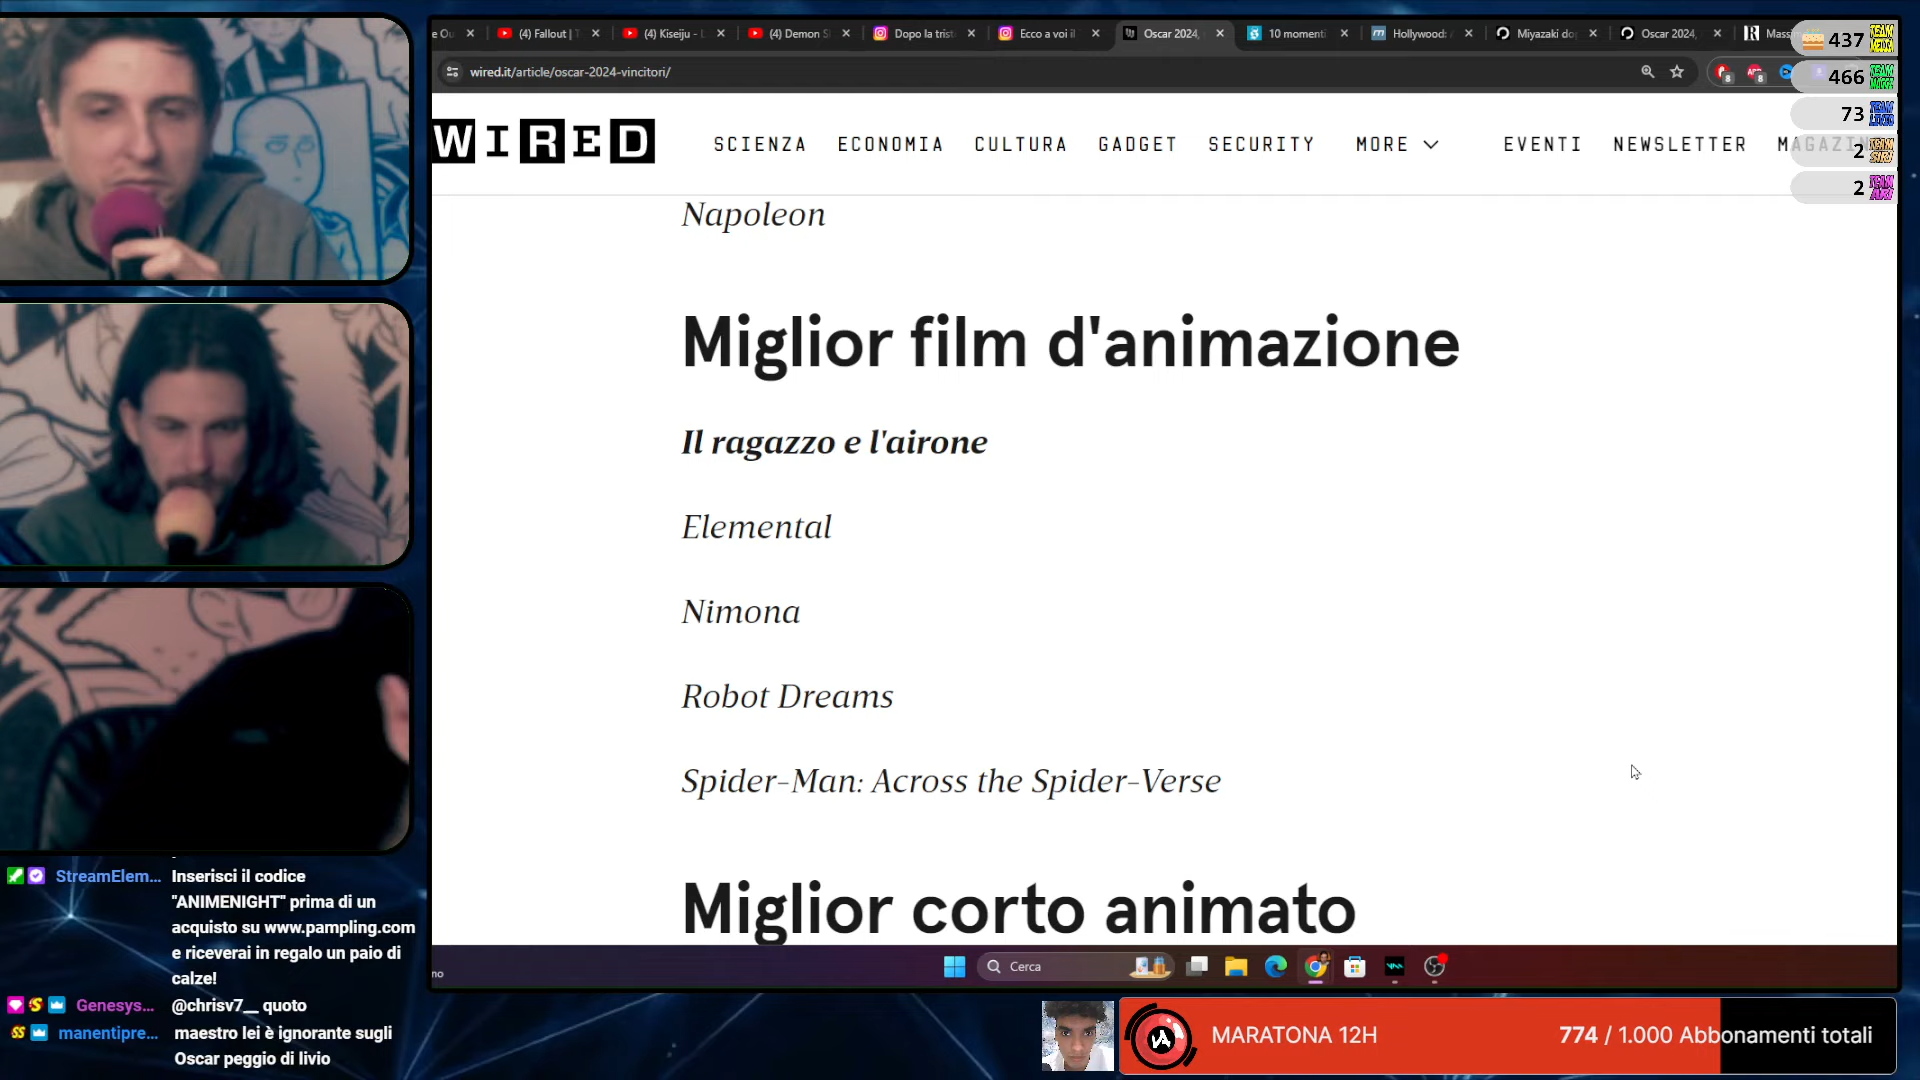 (4) Fallout | T
(4) Kiseiju -
(4) Demon S
Dopo la trist
Ecco a voi il
Oscar 2024,
10 momenti
Hollywood:
Miyazaki do
Oscar 2024,
wired.it/article/oscar-2024-vincitori/
437
466
73
2
2
WIRED
SCIENZA
ECONOMIA
CULTURA
GADGET
SECURITY
MORE
EVENTI
NEWSLETTER
Napoleon
Miglior film d'animazione
Il ragazzo e l'airone
Elemental
Nimona
Robot Dreams
Spider-Man: Across the Spider-Verse
Miglior corto animato
no
Cerca
StreamElem... Inserisci il codice
"ANIMENIGHT" prima di un
acquisto su www.pampling.com
e riceverai in regalo un paio di
calze!
Genesys... @chrisv7__ quoto
manentipre... maestro lei è ignorante sugli
Oscar peggio di livio
MARATONA 12H
774 / 1.000 Abbonamenti totali